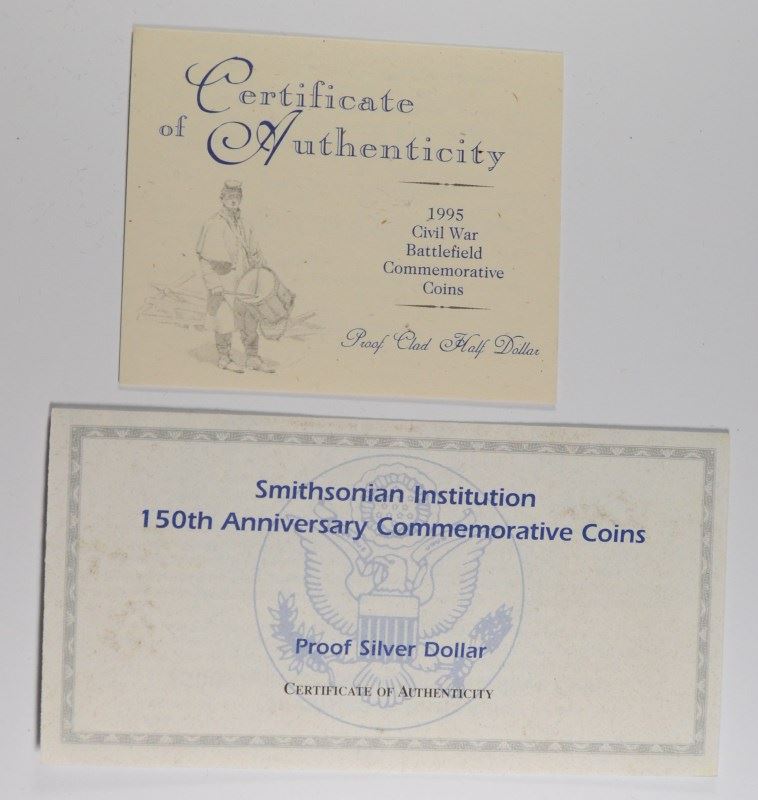 Certificate
of Authenticity
1995
Civil War
Battlefield
Commemorative
Coins
Proof Clad Half Dollar
Smithsonian Institution
150th Anniversary Commemorative Coins
Proof Silver Dollar
CERTIFICATE OF AUTHENTICITY